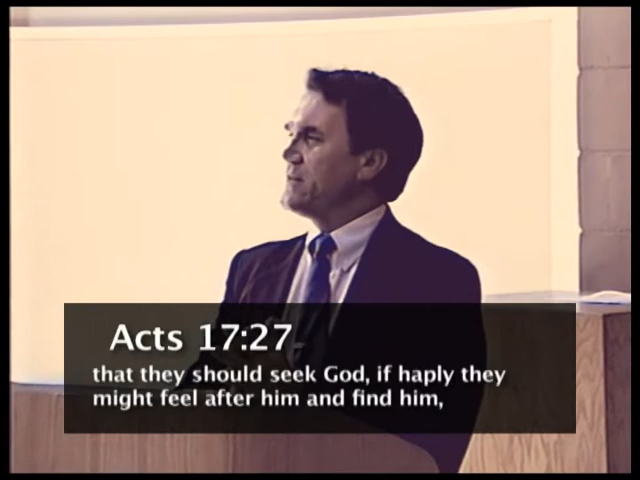 Acts 17:27
that they should seek God, if haply they
might feel after him and find him,